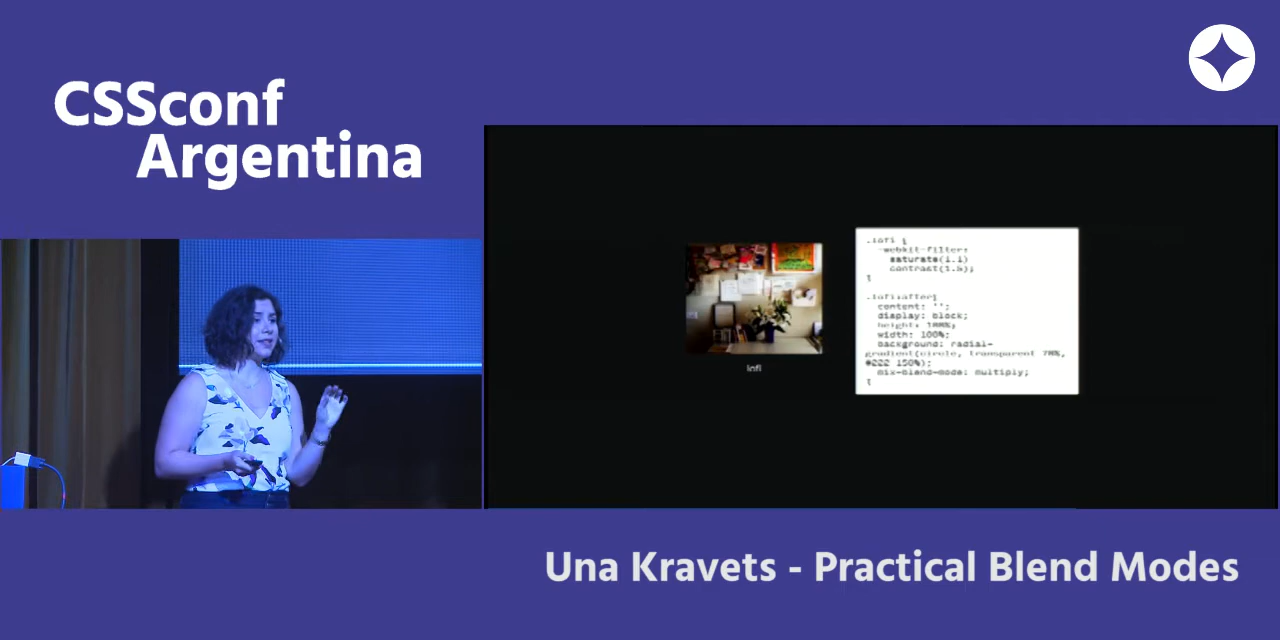 CSSconf
Argentina
.lofi {
-webkit-filter:
saturate(1.1)
contrast(1.5);
}
.lofi:after{
content: '';
display: block;
height: 100%;
width: 100%;
background: radial-
gradient(circle, transparent 70%,
#222 150%);
mix-blend-mode: multiply;
}
lofi
Una Kravets - Practical Blend Modes